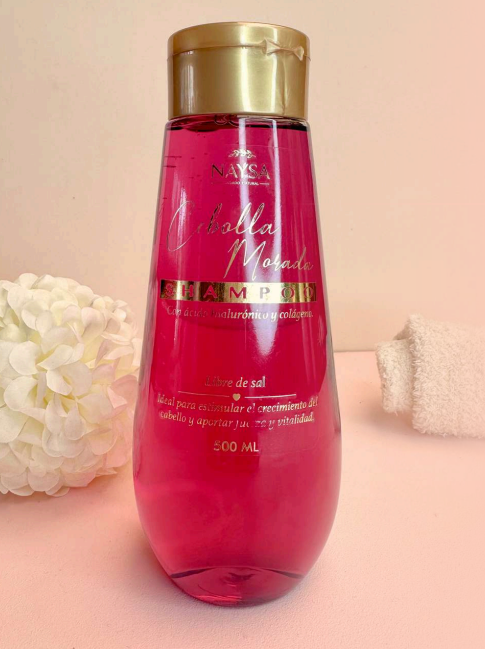 NAYSA
Cebolla
Morada
SHAMPOO
Con ácido hialurónico y colágeno.
Libre de sal
Ideal para estimular el crecimiento del
cabello y aportar fuerza y vitalidad.
500 ML